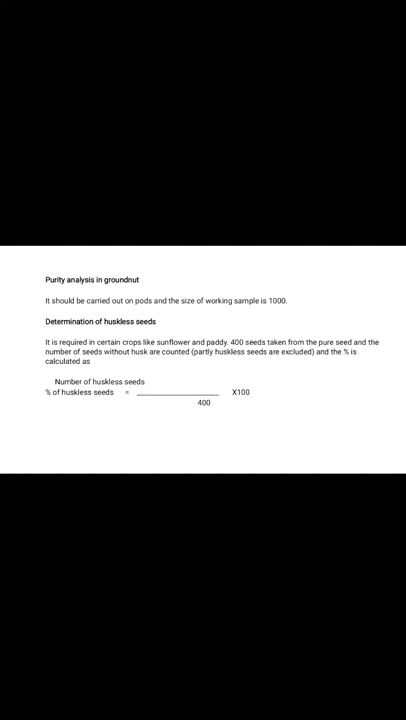 Purity analysis in groundnut
It should be carried out on pods and the size of working sample is 1000.
Determination of huskless seeds
It is required in certain crops like sunflower and paddy. 400 seeds taken from the pure seed and the
number of seeds without husk are counted (partly huskless seeds are excluded) and the % is
calculated as
Number of huskless seeds
% of huskless seeds = ____________________ X100
400